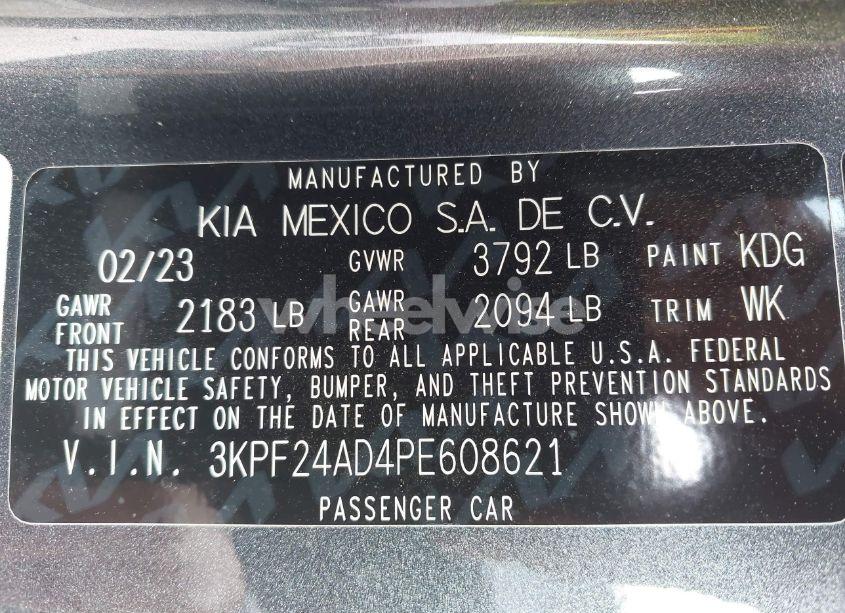 MANUFACTURED BY
KIA MEXICO S.A. DE C.V.
02/23 GVWR 3792 LB PAINT KDG
GAWR FRONT 2183 LB GAWR REAR 2094 LB TRIM WK
wheelwise
THIS VEHICLE CONFORMS TO ALL APPLICABLE U.S.A. FEDERAL
MOTOR VEHICLE SAFETY, BUMPER, AND THEFT PREVENTION STANDARDS
IN EFFECT ON THE DATE OF MANUFACTURE SHOWN ABOVE.
V.I.N. 3KPF24AD4PE608621
PASSENGER CAR